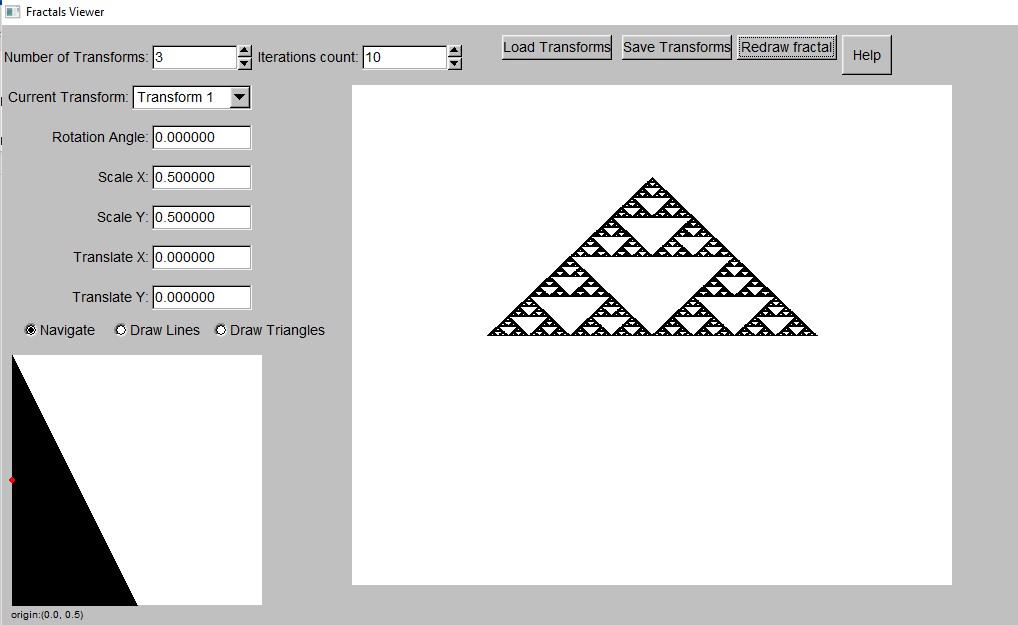 Fractals Viewer
Number of Transforms: 3 Iterations count: 10 Load Transforms Save Transforms Redraw fractal Help
Current Transform: Transform 1
Rotation Angle: 0.000000
Scale X: 0.500000
Scale Y: 0.500000
Translate X: 0.000000
Translate Y: 0.000000
Navigate Draw Lines Draw Triangles
origin:(0.0, 0.5)